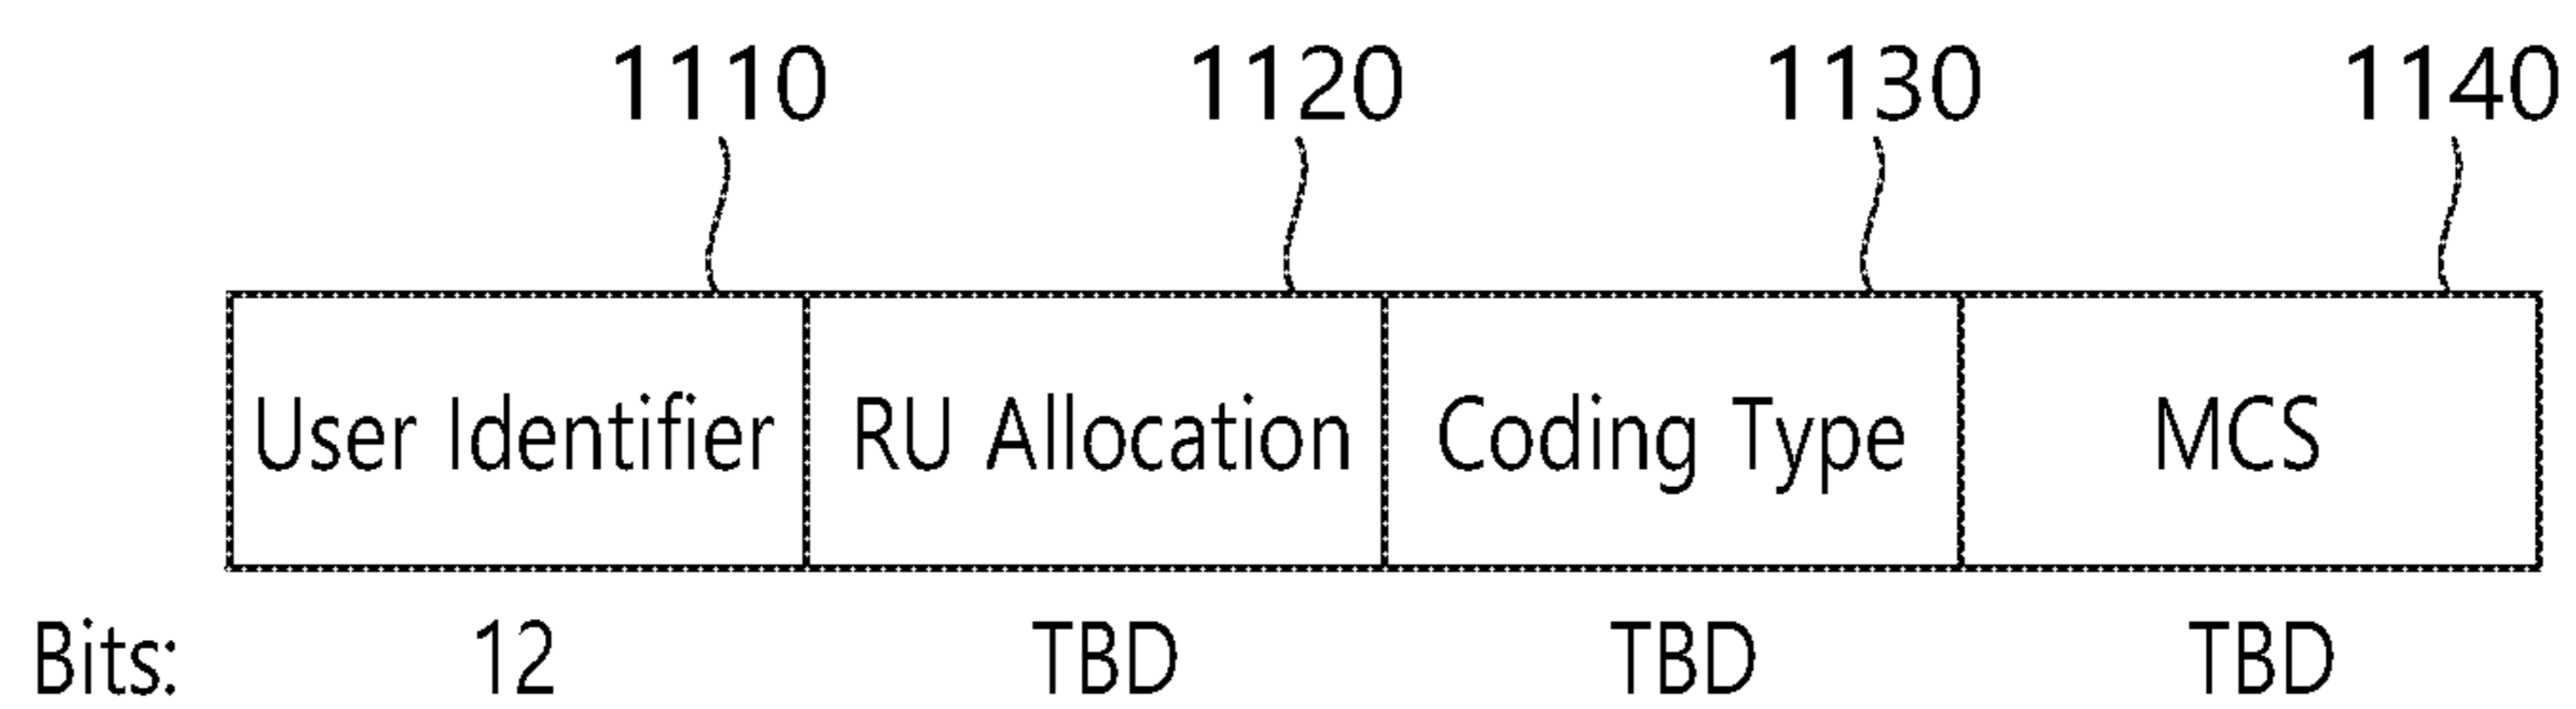 1110 1120 1130 1140
User Identifier RU Allocation Coding Type MCS
Bits: 12 TBD TBD TBD